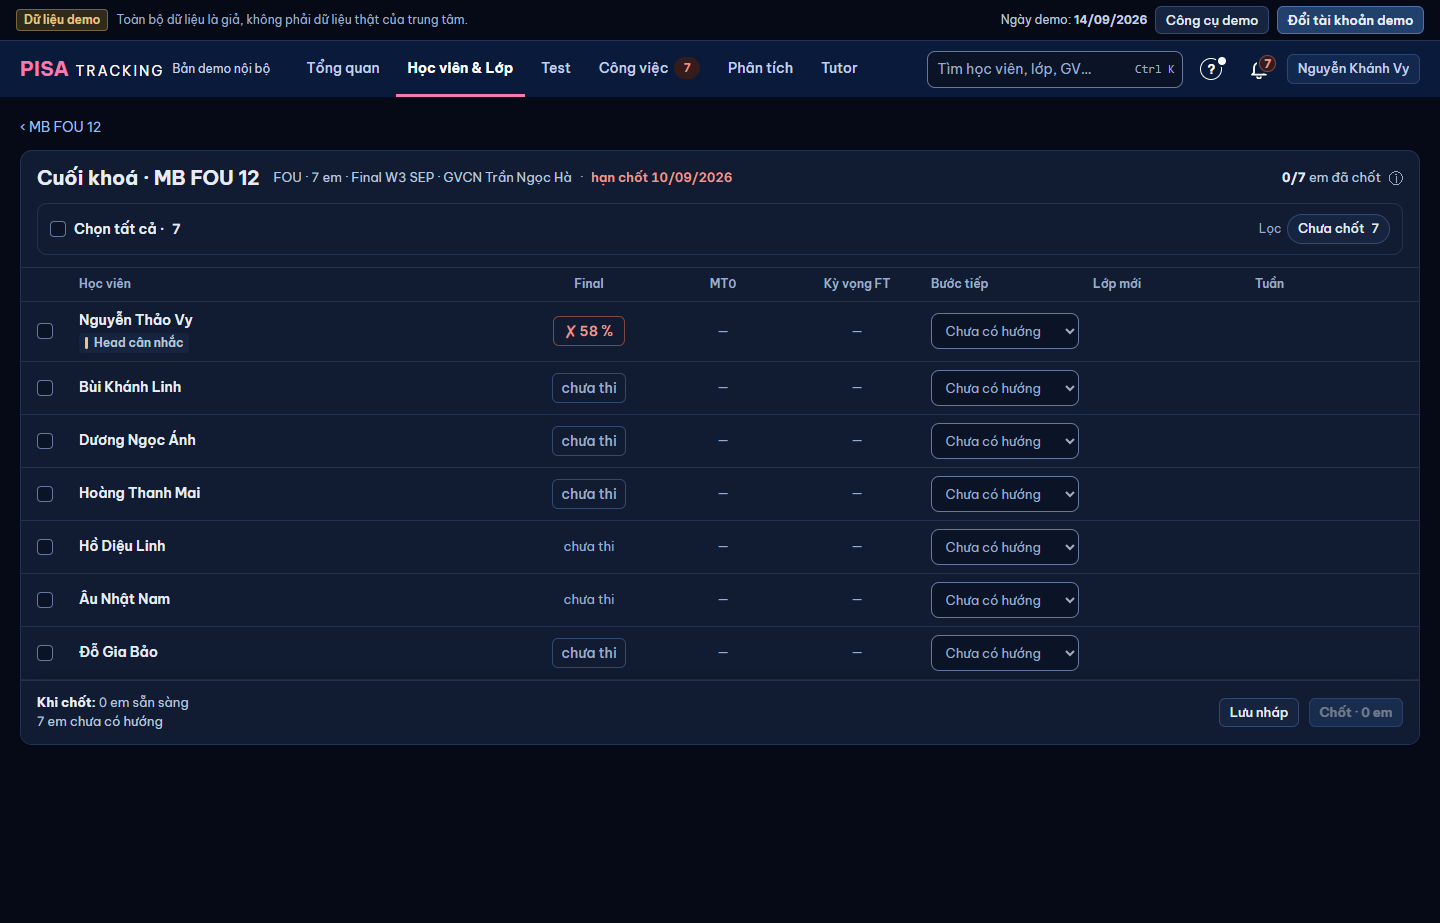 Dữ liệu demo Toàn bộ dữ liệu là giả, không phải dữ liệu thật của trung tâm. Ngày demo: 14/09/2026 Công cụ demo Đổi tài khoản demo
PISA TRACKING Bản demo nội bộ Tổng quan Học viên & Lớp Test Công việc 7 Phân tích Tutor Tìm học viên, lớp, GV... Ctrl K ? 7 Nguyễn Khánh Vy
‹ MB FOU 12
Cuối khoá · MB FOU 12 FOU · 7 em · Final W3 SEP · GVCN Trần Ngọc Hà · hạn chốt 10/09/2026 0/7 em đã chốt ⓘ
Chọn tất cả · 7 Lọc Chưa chốt 7
Học viên Final MT0 Kỳ vọng FT Bước tiếp Lớp mới Tuần
Nguyễn Thảo Vy ✗ 58 % — — Chưa có hướng
Head cân nhắc
Bùi Khánh Linh chưa thi — — Chưa có hướng
Dương Ngọc Ánh chưa thi — — Chưa có hướng
Hoàng Thanh Mai chưa thi — — Chưa có hướng
Hồ Diệu Linh chưa thi — — Chưa có hướng
Âu Nhật Nam chưa thi — — Chưa có hướng
Đỗ Gia Bảo chưa thi — — Chưa có hướng
Khi chốt: 0 em sẵn sàng
7 em chưa có hướng Lưu nháp Chốt · 0 em